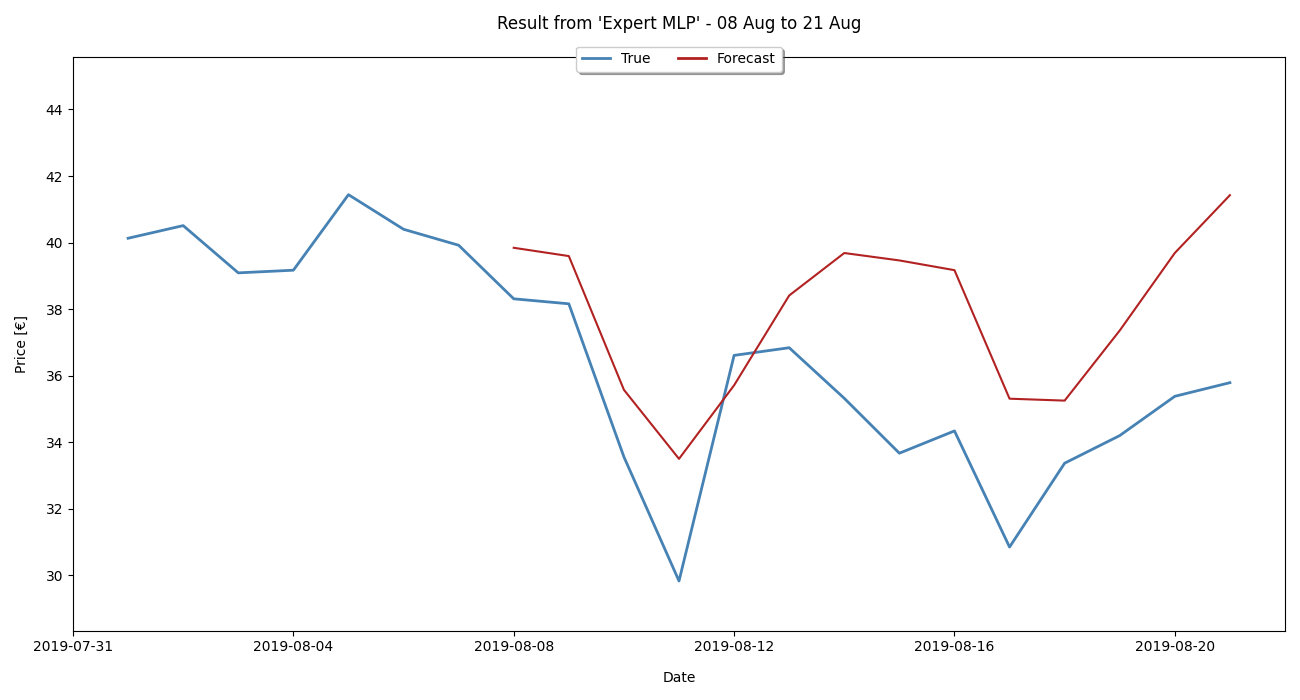 Result from 'Expert MLP' - 08 Aug to 21 Aug
True
Forecast
44
42
40
38
36
34
32
30
Price [€]
2019-07-31
2019-08-04
2019-08-08
2019-08-12
2019-08-16
2019-08-20
Date